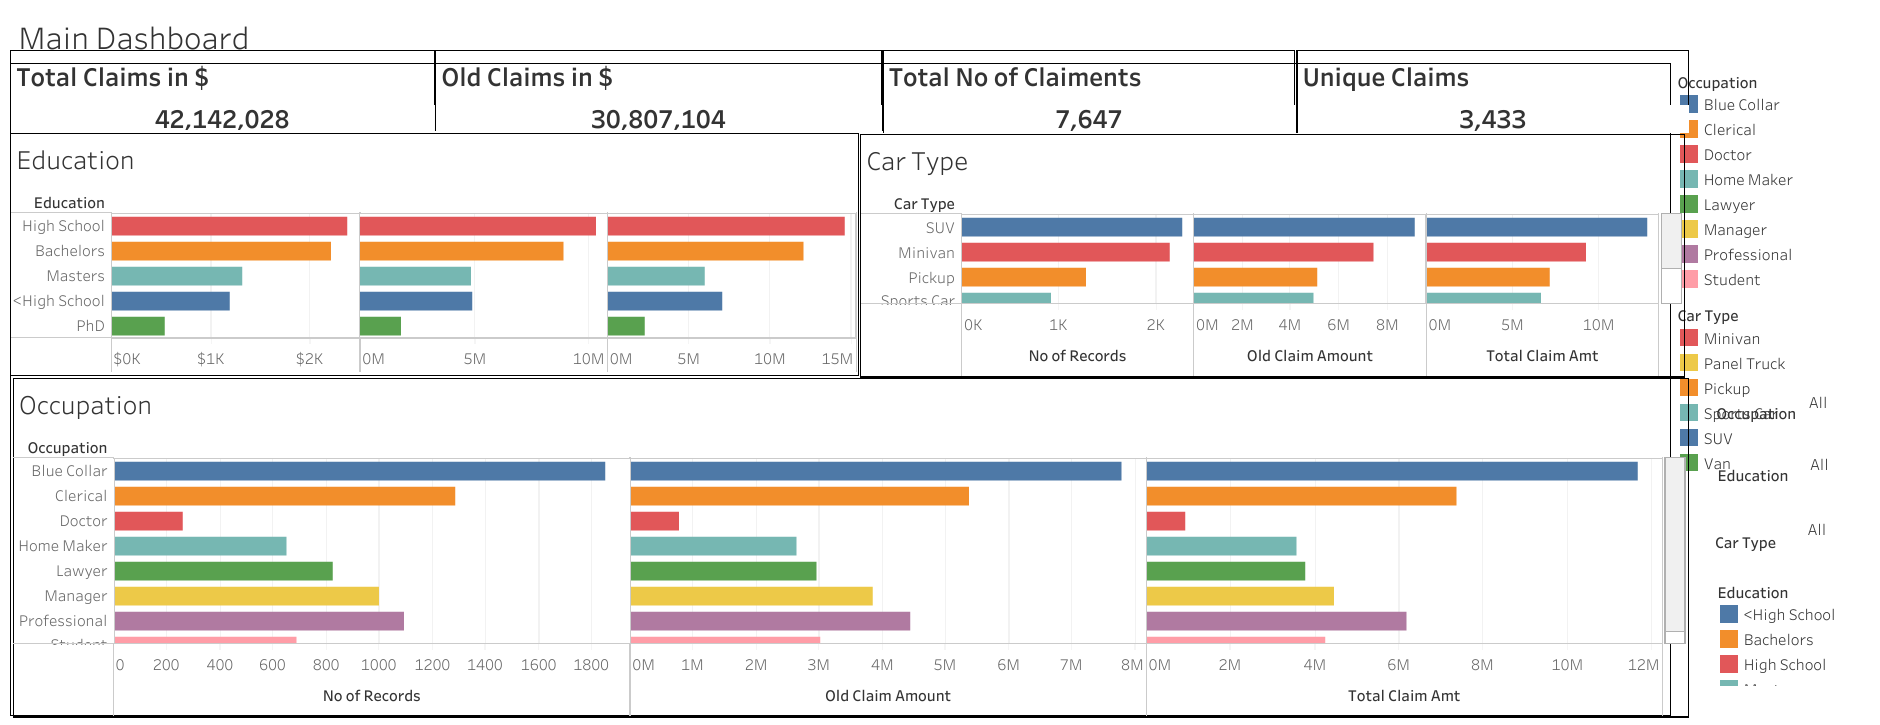 Main Dashboard
Total Claims in $
42,142,028
Old Claims in $
30,807,104
Total No of Claiments
7,647
Unique Claims
3,433
Education
Education
High School
Bachelors
Masters
<High School
PhD
$0K $1K $2K
0M 5M 10M
0M 5M 10M 15M
Car Type
Car Type
SUV
Minivan
Pickup
Sports Car
0K 1K 2K
No of Records
0M 2M 4M 6M 8M
Old Claim Amount
0M 5M 10M
Total Claim Amt
Occupation
Occupation
Blue Collar
Clerical
Doctor
Home Maker
Lawyer
Manager
Professional
Student
0 200 400 600 800 1000 1200 1400 1600 1800
No of Records
0M 1M 2M 3M 4M 5M 6M 7M 8M
Old Claim Amount
0M 2M 4M 6M 8M 10M 12M
Total Claim Amt
Occupation
Blue Collar
Clerical
Doctor
Home Maker
Lawyer
Manager
Professional
Student
Car Type
Minivan
Panel Truck
Pickup
Sports Car
SUV
Van
Occupation All
Education All
Car Type All
Education
<High School
Bachelors
High School